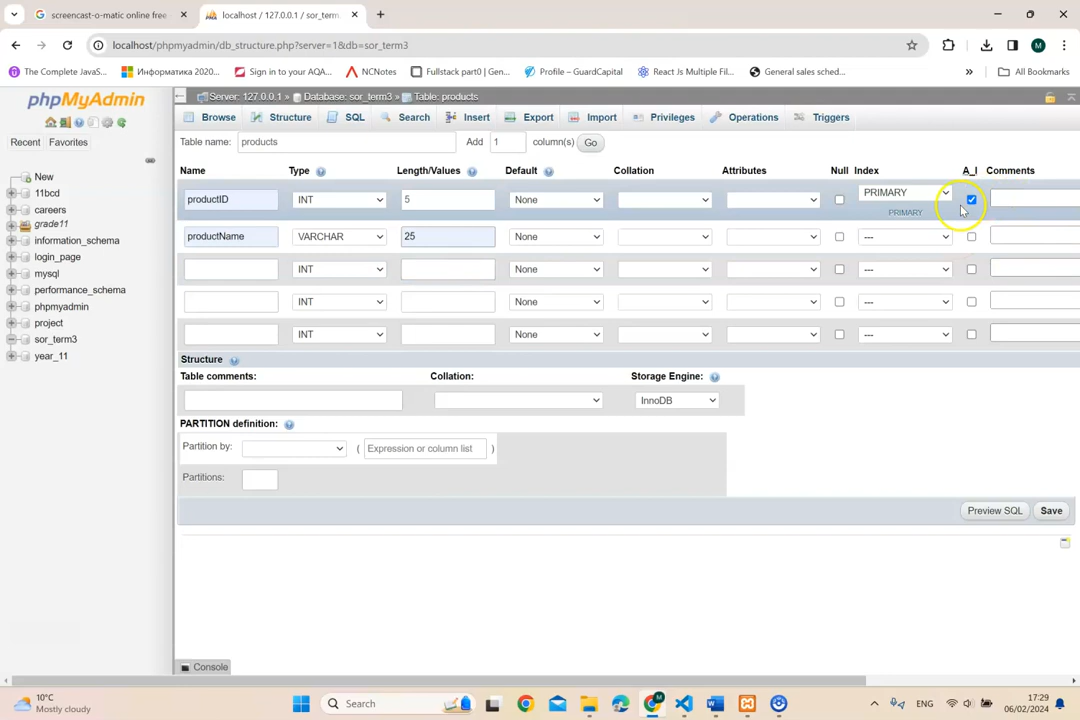 screencast-o-matic online free
localhost / 127.0.0.1 / sor_term
localhost/phpmyadmin/db_structure.php?server=1&db=sor_term3
M
The Complete JavaS...
Информатика 2020...
Sign in to your AQA...
NCNotes
Fullstack part0 | Gen...
Profile – GuardCapital
React Js Multiple Fil...
General sales sched...
»
All Bookmarks
phpMyAdmin
Recent
Favorites
New
11bcd
careers
grade11
information_schema
login_page
mysql
performance_schema
phpmyadmin
project
sor_term3
year_11
Server: 127.0.0.1 » Database: sor_term3 » Table: products
Browse
Structure
SQL
Search
Insert
Export
Import
Privileges
Operations
Triggers
Table name: products Add 1 column(s) Go
Name Type Length/Values Default Collation Attributes Null Index A_I Comments
productID INT 5 None PRIMARY
PRIMARY
productName VARCHAR 25 None ---
INT None ---
INT None ---
INT None ---
Structure
Table comments: Collation: Storage Engine:
InnoDB
PARTITION definition:
Partition by: ( Expression or column list )
Partitions:
Preview SQL Save
Console
10°C
Mostly cloudy
Search
ENG
17:29
06/02/2024